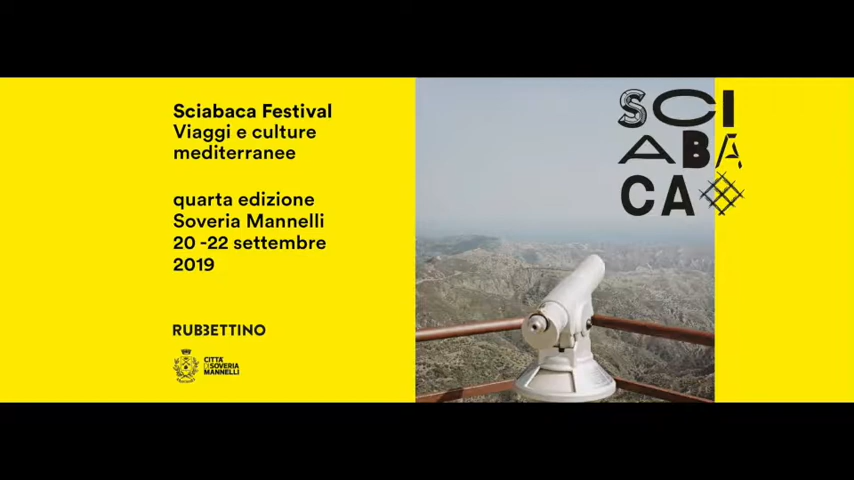 Sciabaca Festival
Viaggi e culture
mediterranee
quarta edizione
Soveria Mannelli
20 -22 settembre
2019
RUBBETTINO
CITTÀ
DI SOVERIA
MANNELLI
SCI
ABA
CA